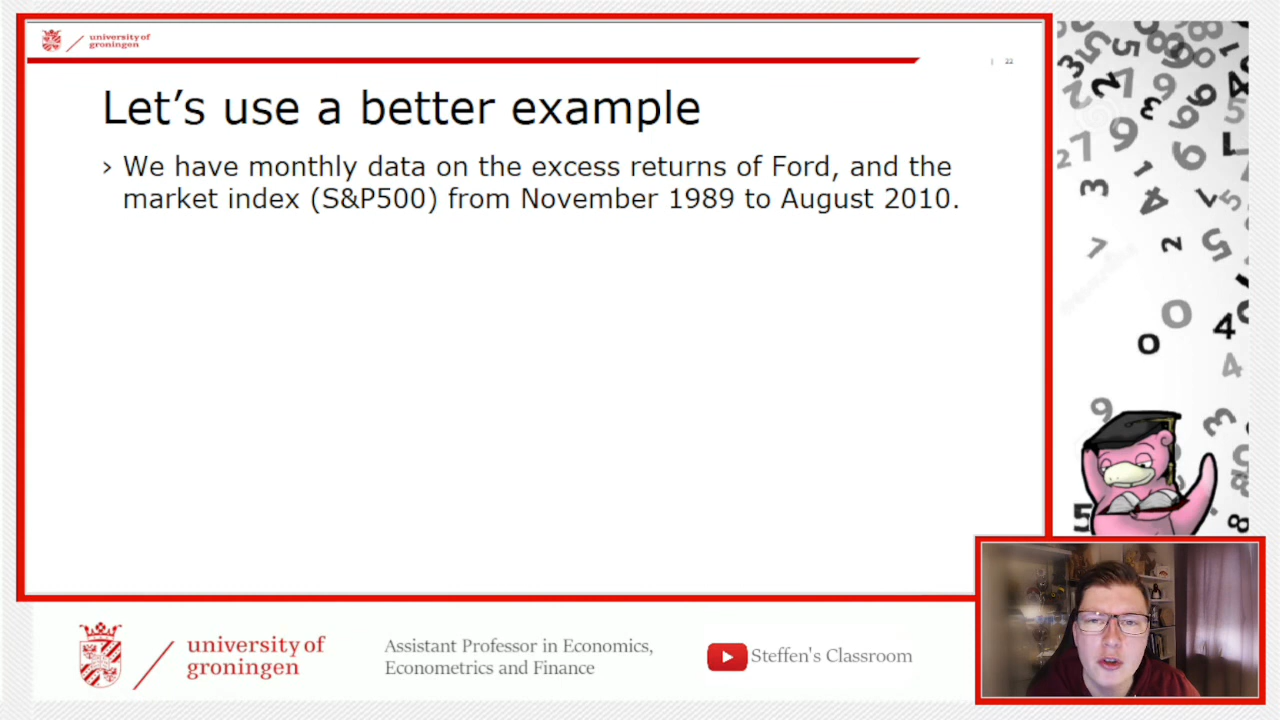 university of
groningen
| 22
Let's use a better example
› We have monthly data on the excess returns of Ford, and the
market index (S&P500) from November 1989 to August 2010.
university of
groningen
Assistant Professor in Economics,
Econometrics and Finance
Steffen's Classroom